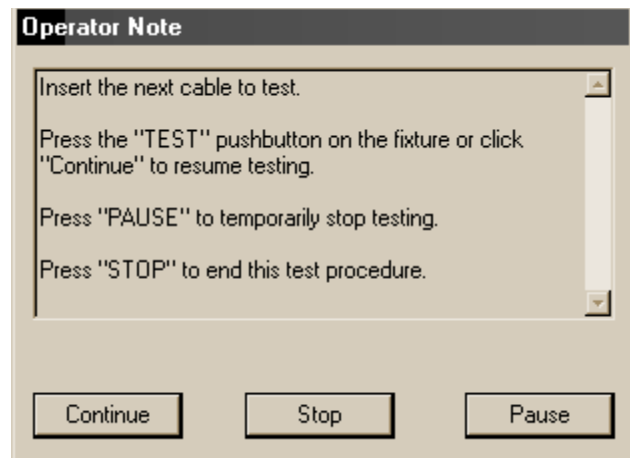 Operator Note
Insert the next cable to test.
Press the "TEST" pushbutton on the fixture or click
"Continue" to resume testing.
Press "PAUSE" to temporarily stop testing.
Press "STOP" to end this test procedure.
Continue
Stop
Pause